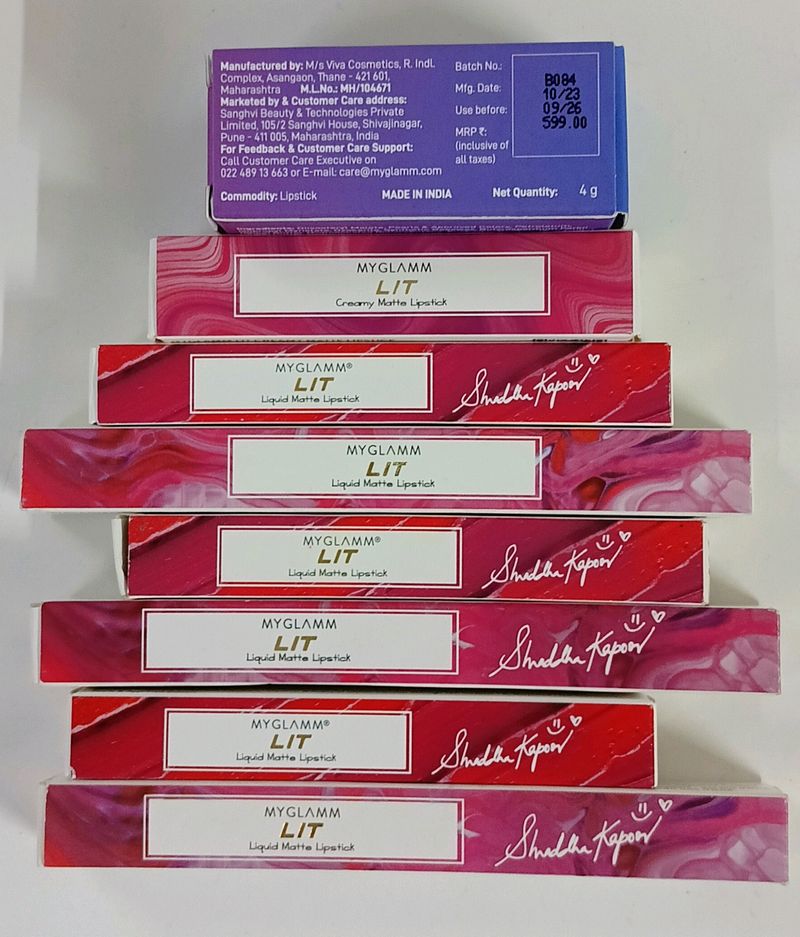 Manufactured by: M/s Viva Cosmetics, R. Indl.
Complex, Asangaon, Thane - 421 601,
Maharashtra M.L.No.: MH/104671
Marketed by & Customer Care address:
Sanghvi Beauty & Technologies Private
Limited, 105/2 Sanghvi House, Shivajinagar,
Pune - 411 005, Maharashtra, India
For Feedback & Customer Care Support:
Call Customer Care Executive on
022 489 13 663 or E-mail: care@myglamm.com
Batch No.: B084
Mfg. Date: 10/23
Use before: 09/26
MRP ₹: 599.00
(inclusive of
all taxes)
Commodity: Lipstick MADE IN INDIA Net Quantity: 4 g
MYGLAMM
LIT
Creamy Matte Lipstick
MYGLAMM®
LIT
Liquid Matte Lipstick
Shraddha Kapoor
MYGLAMM
LIT
Liquid Matte Lipstick
MYGLAMM®
LIT
Liquid Matte Lipstick
Shraddha Kapoor
MYGLAMM
LIT
Liquid Matte Lipstick
Shraddha Kapoor
MYGLAMM®
LIT
Liquid Matte Lipstick
Shraddha Kapoor
MYGLAMM
LIT
Liquid Matte Lipstick
Shraddha Kapoor